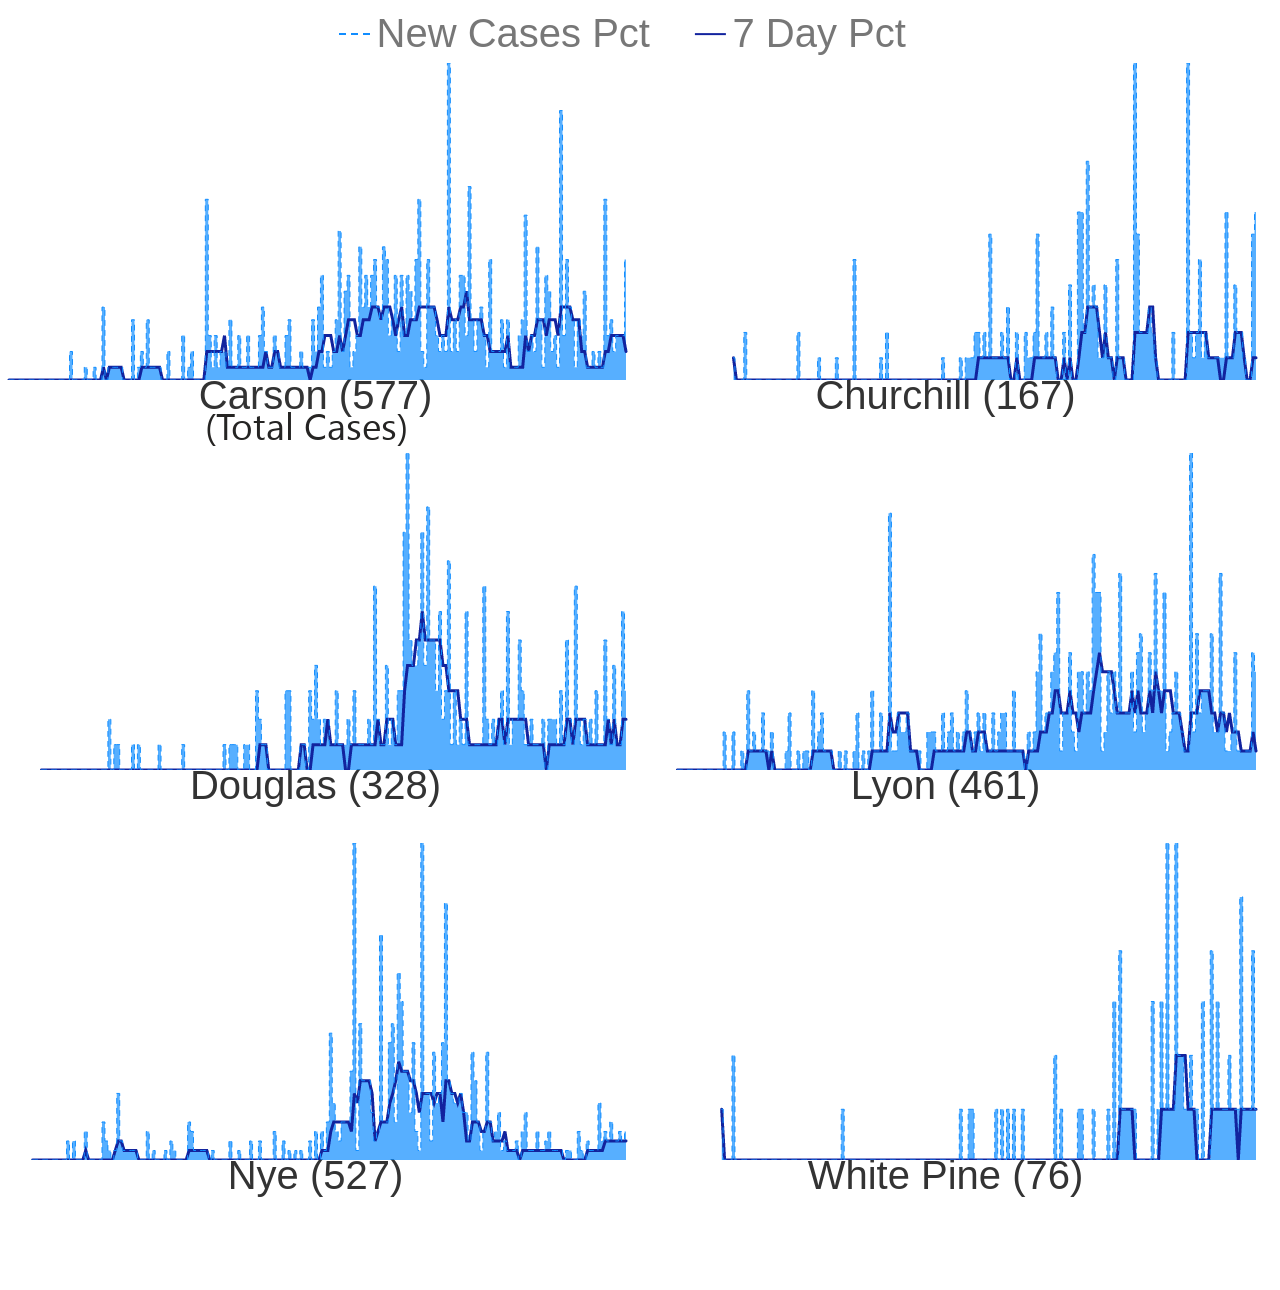 New Cases Pct 7 Day Pct
Carson (577) Churchill (167)
(Total Cases)
Douglas (328) Lyon (461)
Nye (527) White Pine (76)